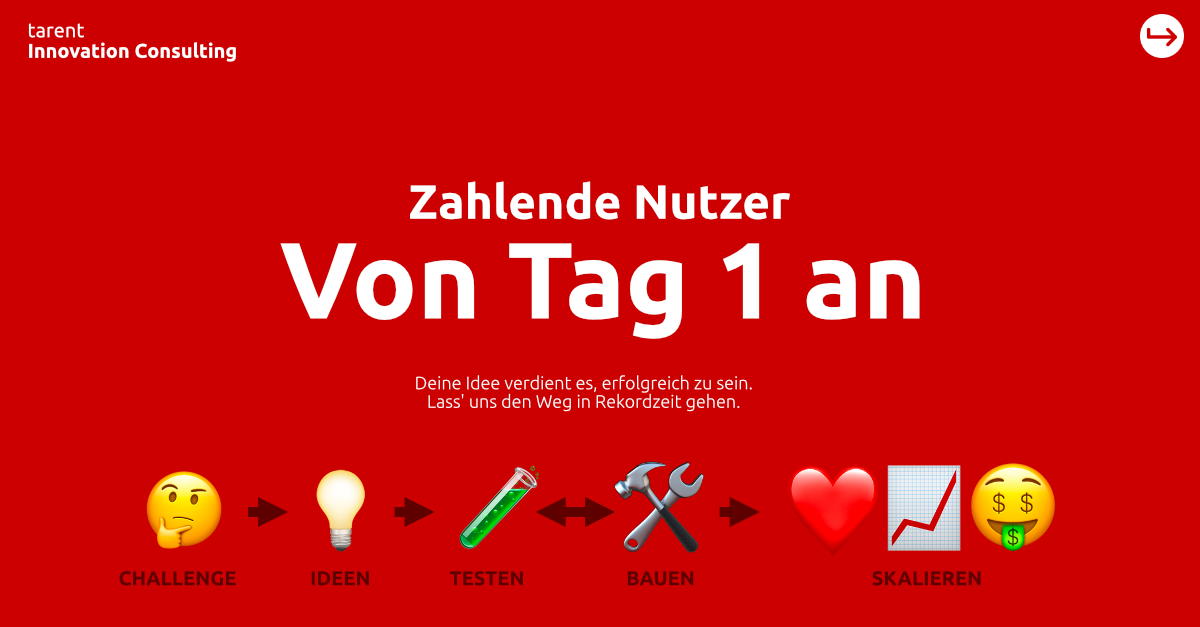 tarent
Innovation Consulting
Zahlende Nutzer
Von Tag 1 an
Deine Idee verdient es, erfolgreich zu sein.
Lass' uns den Weg in Rekordzeit gehen.
CHALLENGE
IDEEN
TESTEN
BAUEN
SKALIEREN